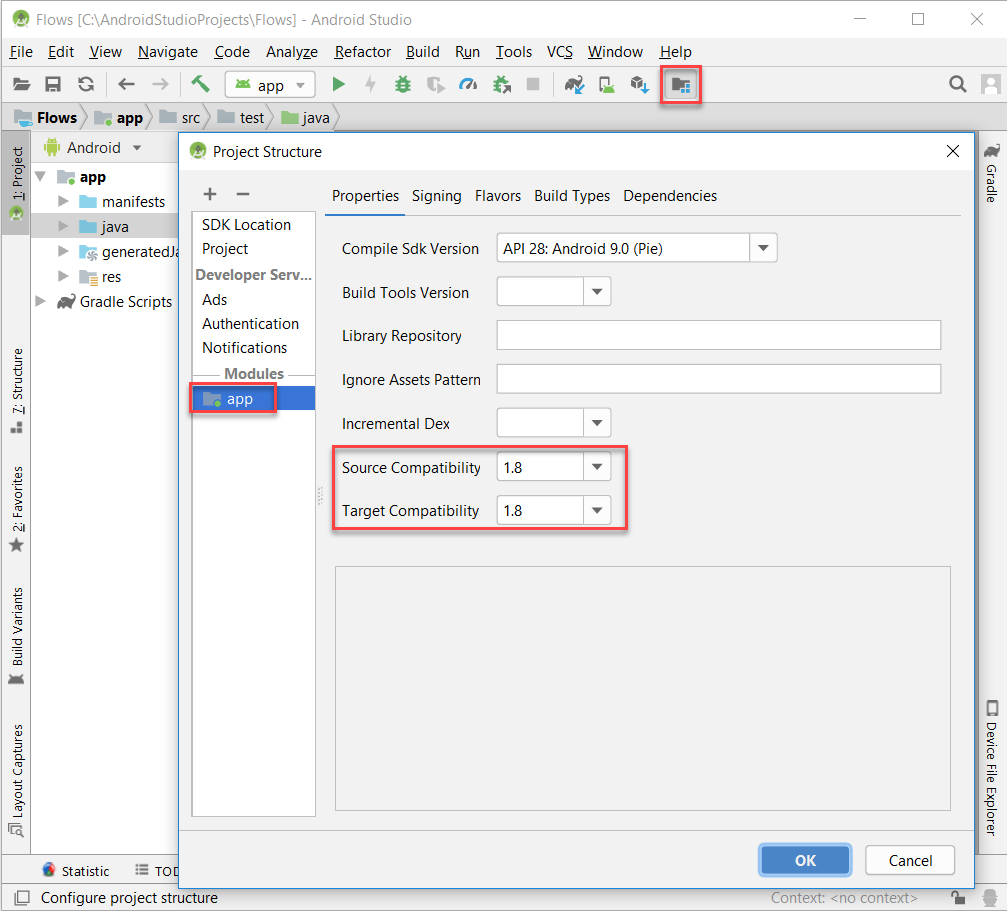 Flows [C:\AndroidStudioProjects\Flows] - Android Studio
File Edit View Navigate Code Analyze Refactor Build Run Tools VCS Window Help
app
Flows app src test java
1: Project
7: Structure
2: Favorites
Build Variants
Layout Captures
Android
app
manifests
java
generatedJa
res
Gradle Scripts
Project Structure
SDK Location
Project
Developer Serv...
Ads
Authentication
Notifications
Modules
app
Properties Signing Flavors Build Types Dependencies
Compile Sdk Version API 28: Android 9.0 (Pie)
Build Tools Version
Library Repository
Ignore Assets Pattern
Incremental Dex
Source Compatibility 1.8
Target Compatibility 1.8
OK Cancel
Gradle
Device File Explorer
Statistic TOD
Configure project structure Context: <no context>